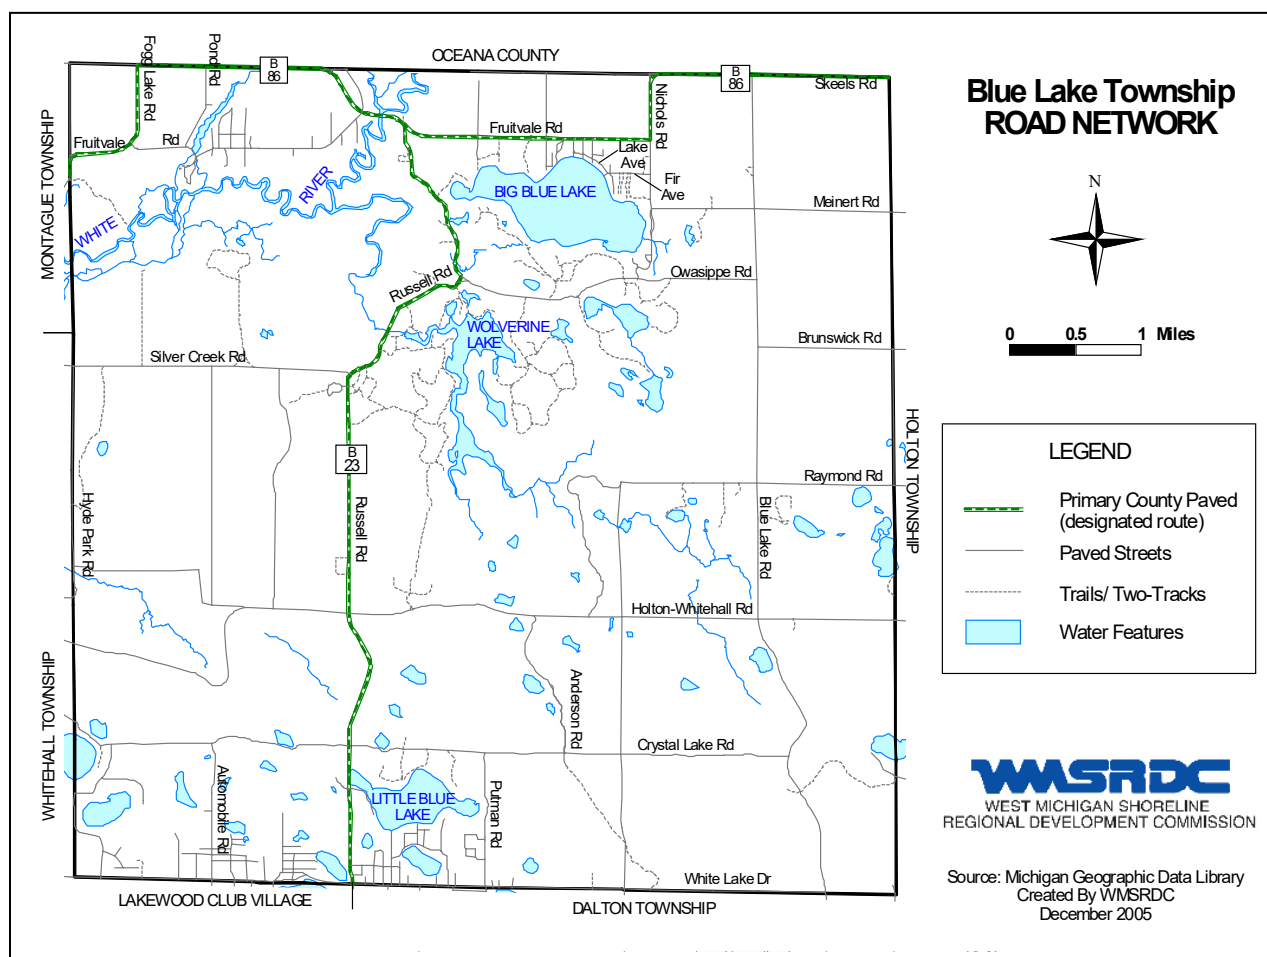 OCEANA COUNTY
Blue Lake Township
ROAD NETWORK
Fogg Lake Rd
Pond Rd
B
86
B
86
Skeels Rd
Nichols Rd
Fruitvale Rd
Fruitvale
Rd
Lake
Ave
Fir
Ave
BIG BLUE LAKE
RIVER
WHITE
MONTAGUE TOWNSHIP
Meinert Rd
N
Owasippe Rd
Russell Rd
WOLVERINE
LAKE
Brunswick Rd
0 0.5 1 Miles
Silver Creek Rd
HOLTON TOWNSHIP
B
23
LEGEND
Primary County Paved
(designated route)
Paved Streets
Trails/ Two-Tracks
Water Features
Raymond Rd
Hyde Park Rd
Russell Rd
Blue Lake Rd
Holton-Whitehall Rd
WHITEHALL TOWNSHIP
Anderson Rd
Crystal Lake Rd
Automobile Rd
LITTLE BLUE
LAKE
Putman Rd
WMSRDC
WEST MICHIGAN SHORELINE
REGIONAL DEVELOPMENT COMMISSION
White Lake Dr
LAKEWOOD CLUB VILLAGE
DALTON TOWNSHIP
Source: Michigan Geographic Data Library
Created By WMSRDC
December 2005